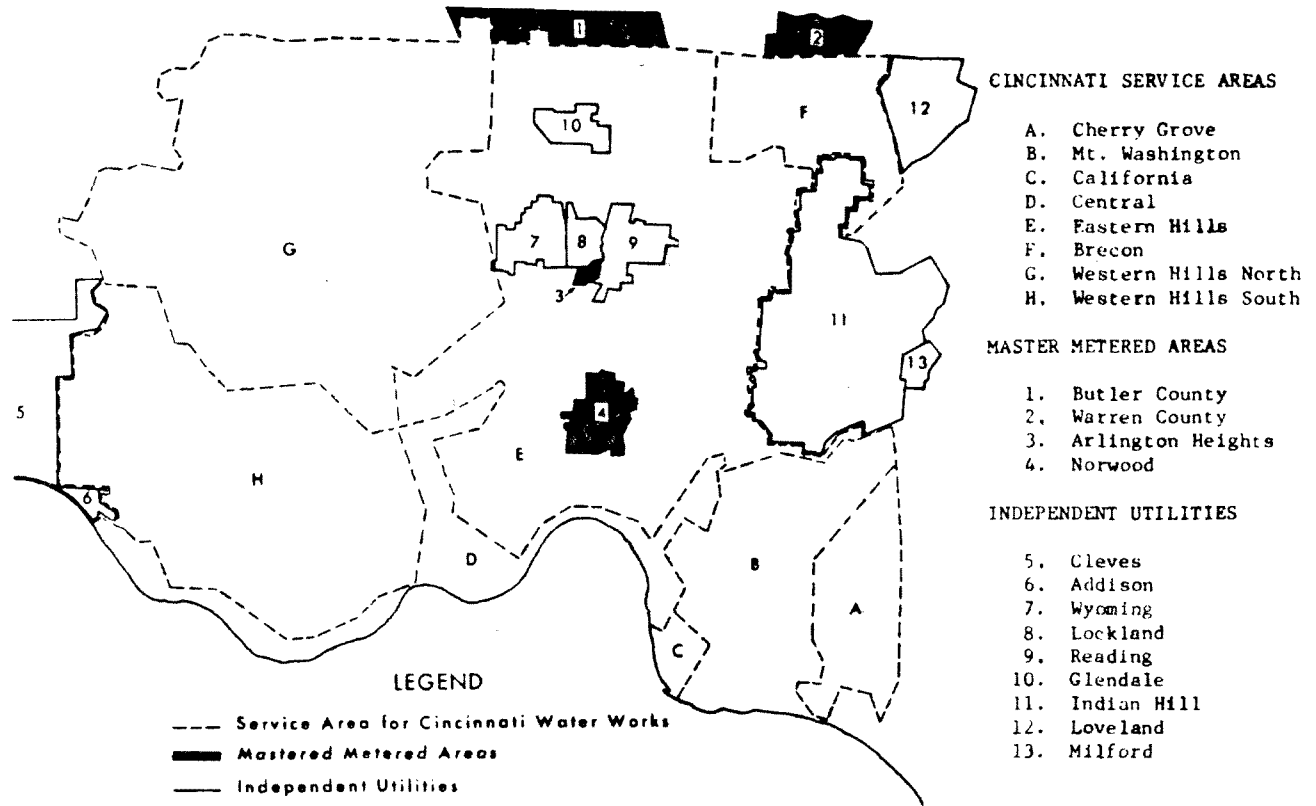 1
2
12
F
10
7
8
9
G
3
11
13
5
4
E
H
6
D
B
A
C
CINCINNATI SERVICE AREAS
A. Cherry Grove
B. Mt. Washington
C. California
D. Central
E. Eastern Hills
F. Brecon
G. Western Hills North
H. Western Hills South
MASTER METERED AREAS
1. Butler County
2. Warren County
3. Arlington Heights
4. Norwood
INDEPENDENT UTILITIES
5. Cleves
6. Addison
7. Wyoming
8. Lockland
9. Reading
10. Glendale
11. Indian Hill
12. Loveland
13. Milford
LEGEND
Service Area for Cincinnati Water Works
Mastered Metered Areas
Independent Utilities